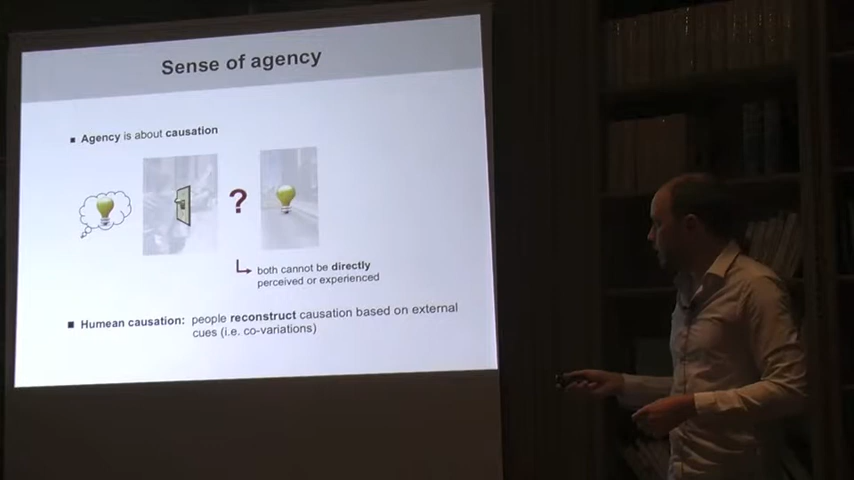 Sense of agency
Agency is about causation
?
both cannot be directly
perceived or experienced
Humean causation: people reconstruct causation based on external
cues (i.e. co-variations)